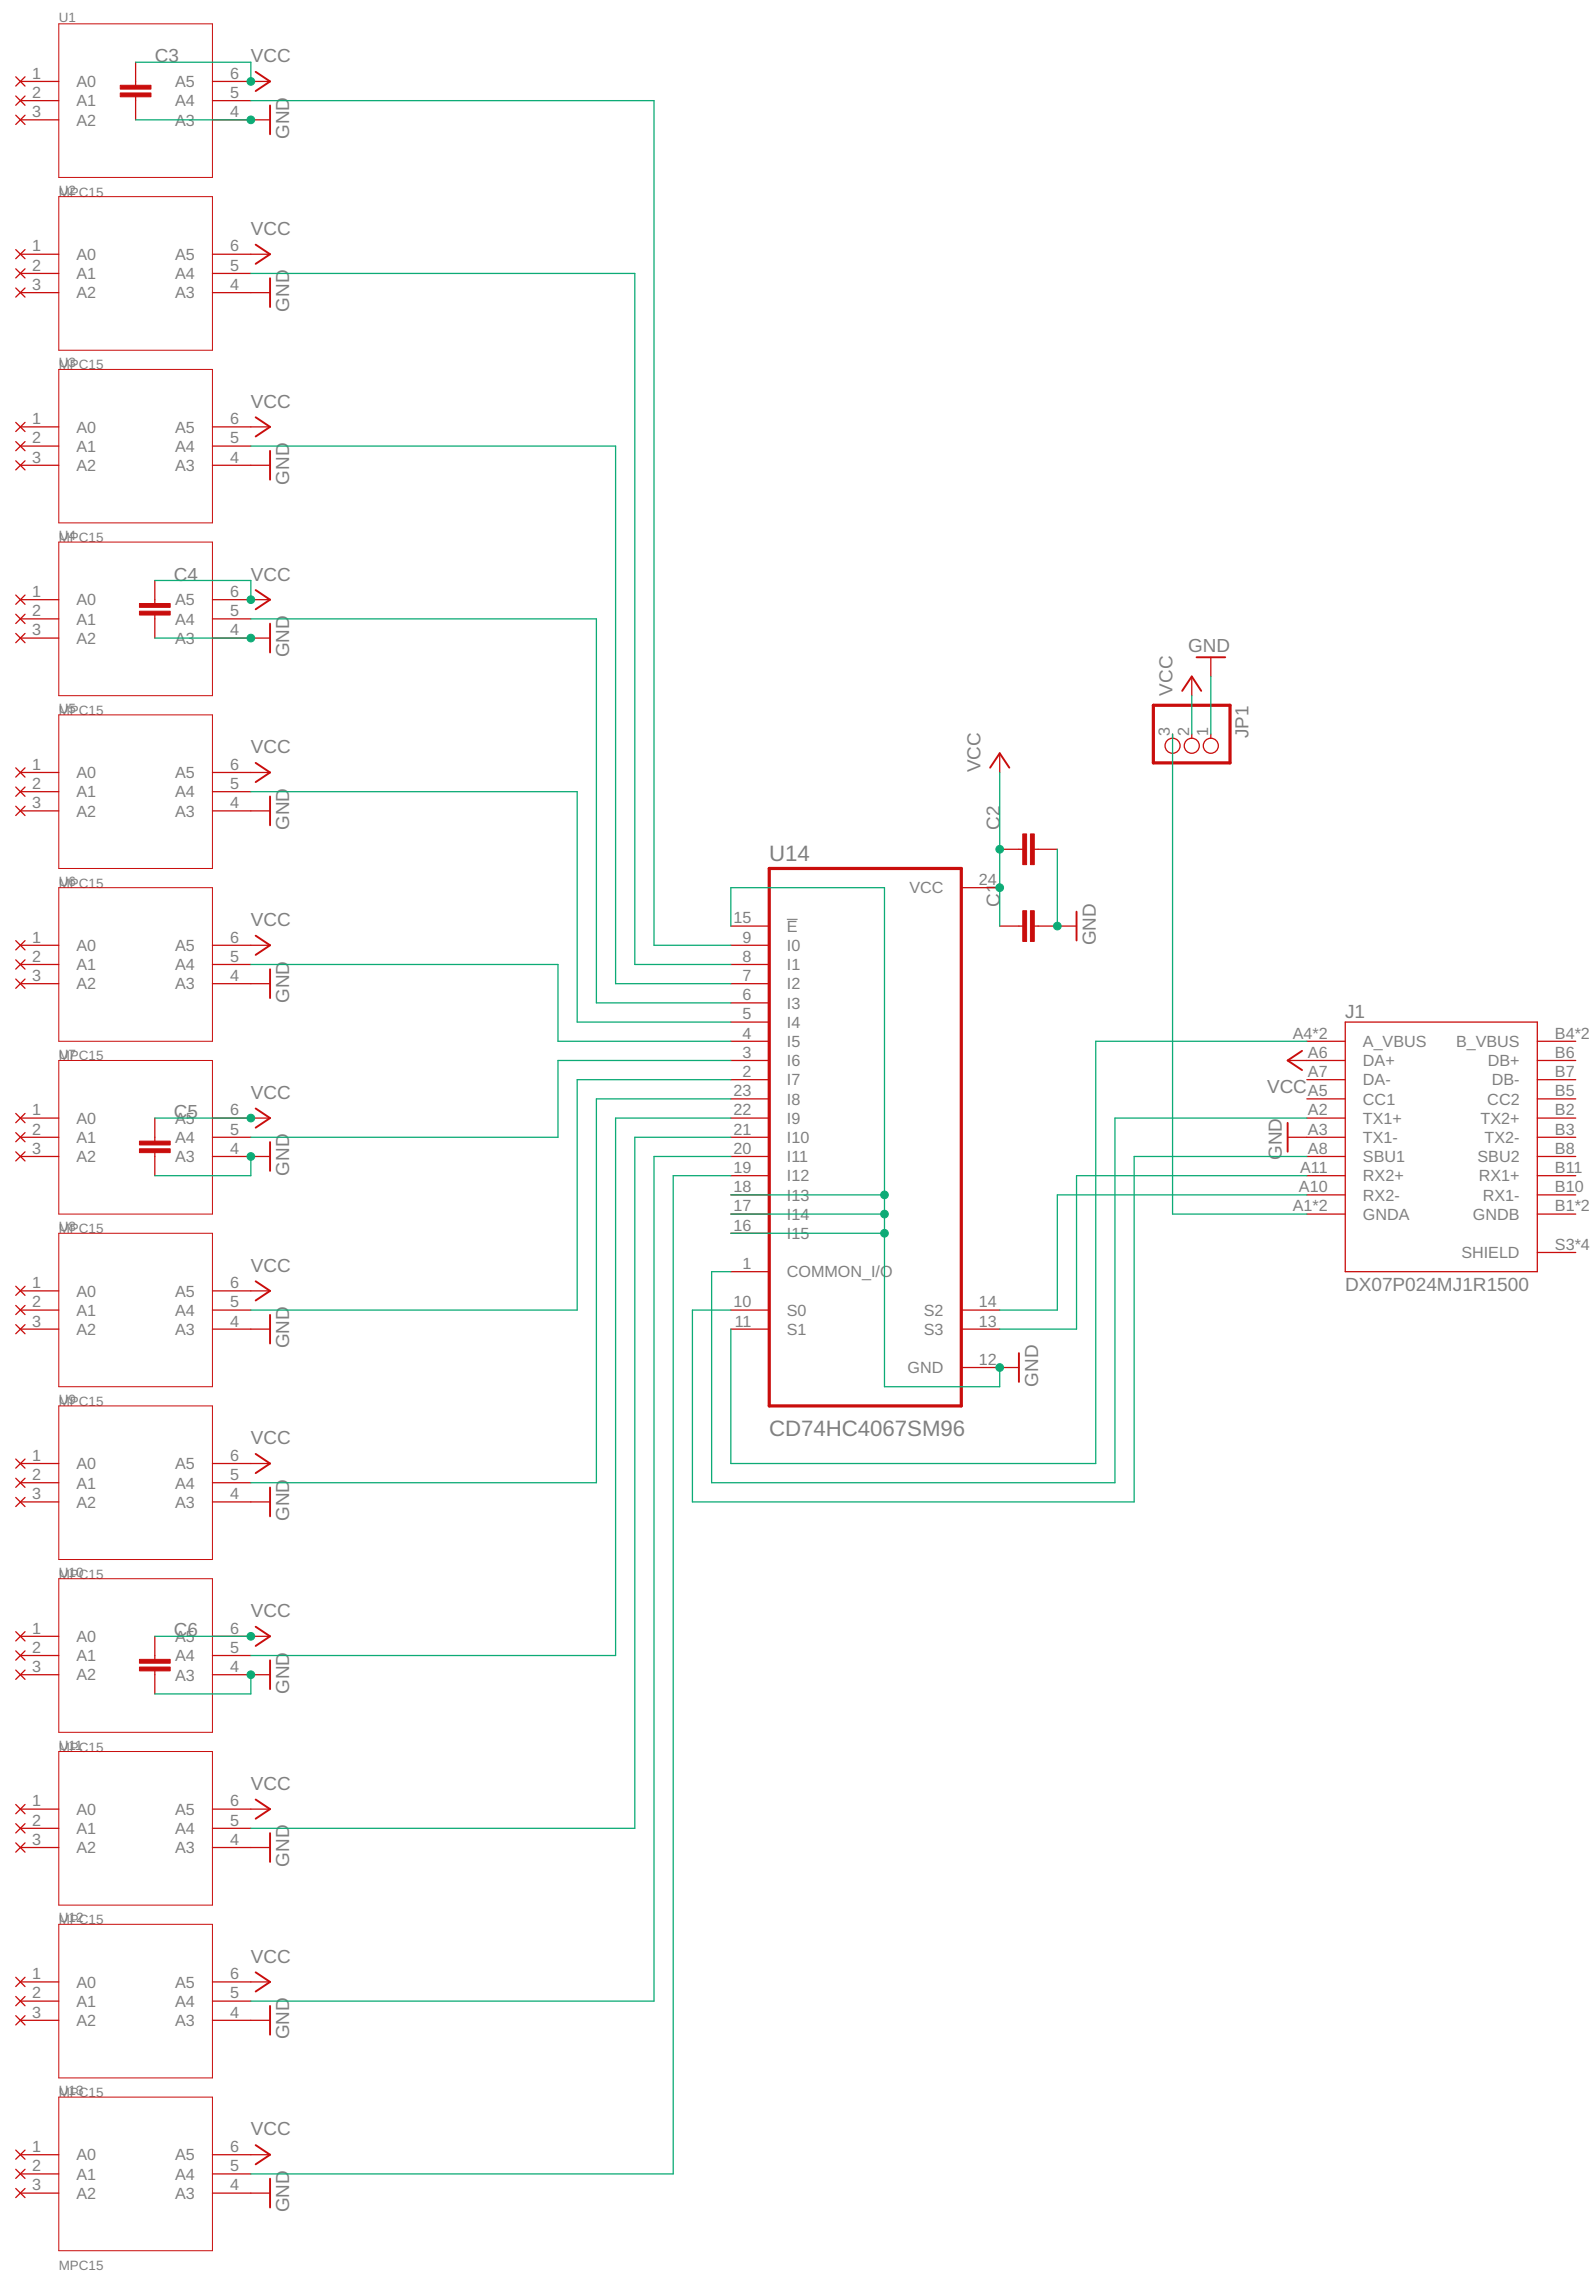 U1
C3
VCC
1 A0 A5 6
2 A1 A4 5
3 A2 A3 4
GND
MPC15
U2
VCC
1 A0 A5 6
2 A1 A4 5
3 A2 A3 4
GND
MPC15
U3
VCC
1 A0 A5 6
2 A1 A4 5
3 A2 A3 4
GND
MPC15
U4
C4
VCC
1 A0 A5 6
2 A1 A4 5
3 A2 A3 4
GND
MPC15
U5
VCC
1 A0 A5 6
2 A1 A4 5
3 A2 A3 4
GND
MPC15
U6
VCC
1 A0 A5 6
2 A1 A4 5
3 A2 A3 4
GND
MPC15
U7
C5
VCC
1 A0 A5 6
2 A1 A4 5
3 A2 A3 4
GND
MPC15
U8
VCC
1 A0 A5 6
2 A1 A4 5
3 A2 A3 4
GND
MPC15
U9
VCC
1 A0 A5 6
2 A1 A4 5
3 A2 A3 4
GND
MPC15
U10
C6
VCC
1 A0 A5 6
2 A1 A4 5
3 A2 A3 4
GND
MPC15
U11
VCC
1 A0 A5 6
2 A1 A4 5
3 A2 A3 4
GND
MPC15
U12
VCC
1 A0 A5 6
2 A1 A4 5
3 A2 A3 4
GND
MPC15
U13
VCC
1 A0 A5 6
2 A1 A4 5
3 A2 A3 4
GND
MPC15
U14
VCC 24
15 E
9 I0
8 I1
7 I2
6 I3
5 I4
4 I5
3 I6
2 I7
23 I8
22 I9
21 I10
20 I11
19 I12
18 I13
17 I14
16 I15
1 COMMON_I/O
10 S0 S2 14
11 S1 S3 13
GND 12
GND
CD74HC4067SM96
VCC
C2
GND
GND
VCC
3 2 1
JP1
J1
A4*2 A_VBUS B_VBUS B4*2
A6 DA+ DB+ B6
A7 DA- DB- B7
VCC
A5 CC1 CC2 B5
A2 TX1+ TX2+ B2
A3 TX1- TX2- B3
GND
A8 SBU1 SBU2 B8
A11 RX2+ RX1+ B11
A10 RX2- RX1- B10
A1*2 GNDA GNDB B1*2
SHIELD S3*4
DX07P024MJ1R1500